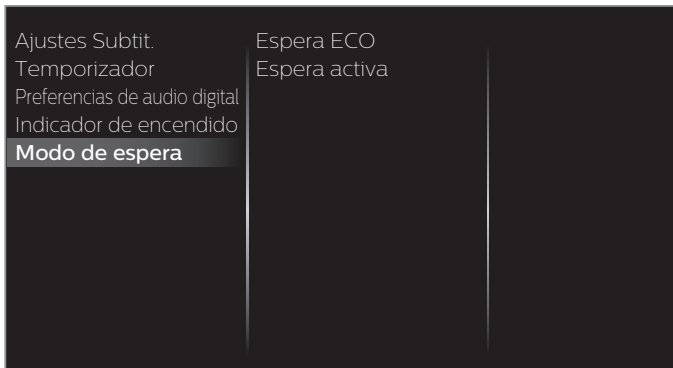 Ajustes Subtit.
Temporizador
Preferencias de audio digital
Indicador de encendido
Modo de espera
Espera ECO
Espera activa